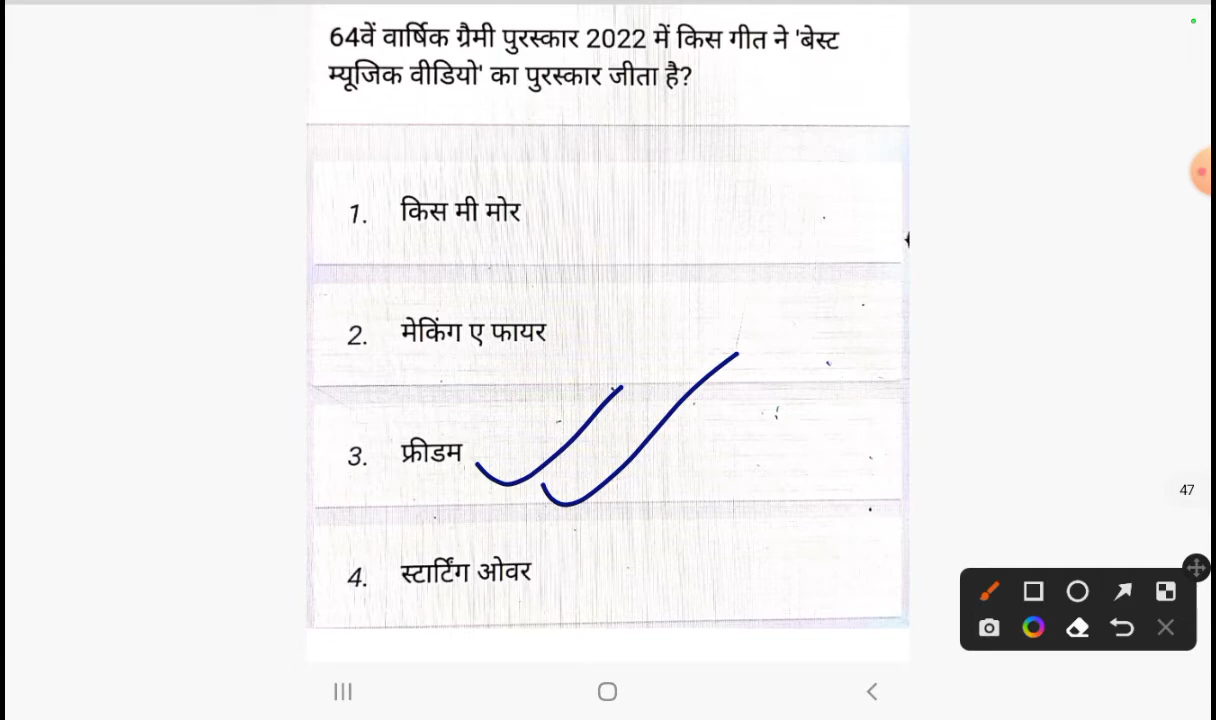 64वें वार्षिक ग्रैमी पुरस्कार 2022 में किस गीत ने 'बेस्ट
म्यूजिक वीडियो' का पुरस्कार जीता है?
1. किस मी मोर
2. मेकिंग ए फायर
3. फ्रीडम
47
4. स्टार्टिंग ओवर